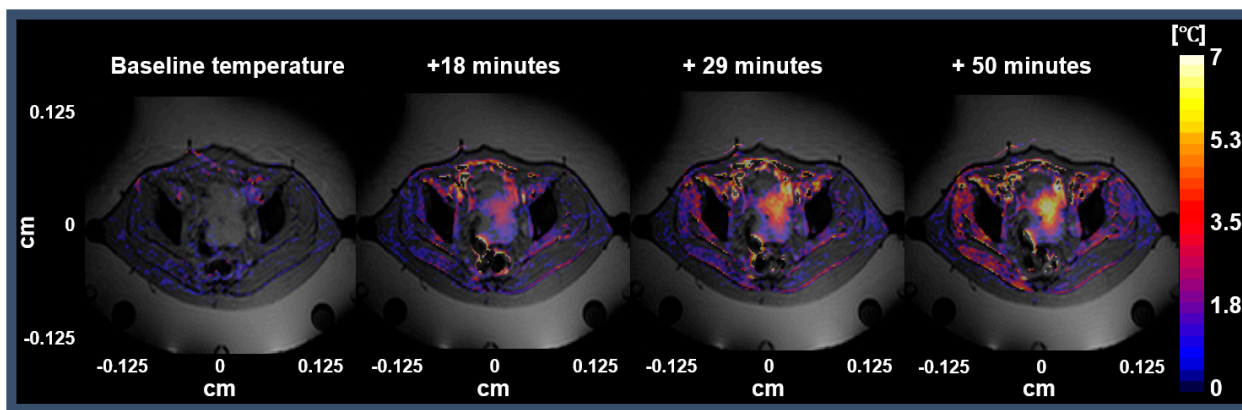 [℃]
Baseline temperature +18 minutes + 29 minutes + 50 minutes
7
0.125
5.3
cm 0
3.5
1.8
-0.125
0
-0.125 0 0.125 -0.125 0 0.125 -0.125 0 0.125 -0.125 0 0.125
cm cm cm cm